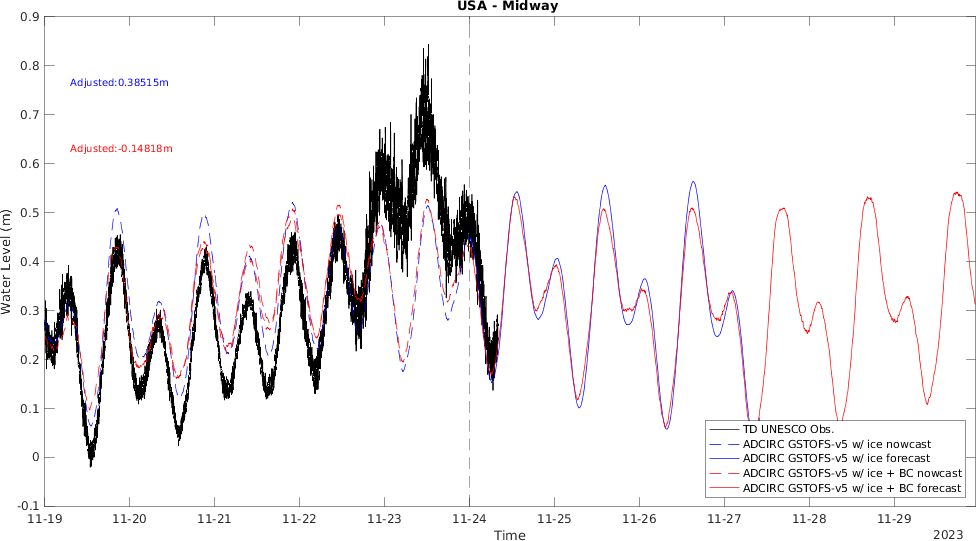 USA - Midway
0.9
0.8
0.7
0.6
0.5
0.4
0.3
0.2
0.1
0
-0.1
Water Level (m)
Adjusted:0.38515m
Adjusted:-0.14818m
TD UNESCO Obs.
ADCIRC GSTOFS-v5 w/ ice nowcast
ADCIRC GSTOFS-v5 w/ ice forecast
ADCIRC GSTOFS-v5 w/ ice + BC nowcast
ADCIRC GSTOFS-v5 w/ ice + BC forecast
11-19 11-20 11-21 11-22 11-23 11-24 11-25 11-26 11-27 11-28 11-29
Time
2023